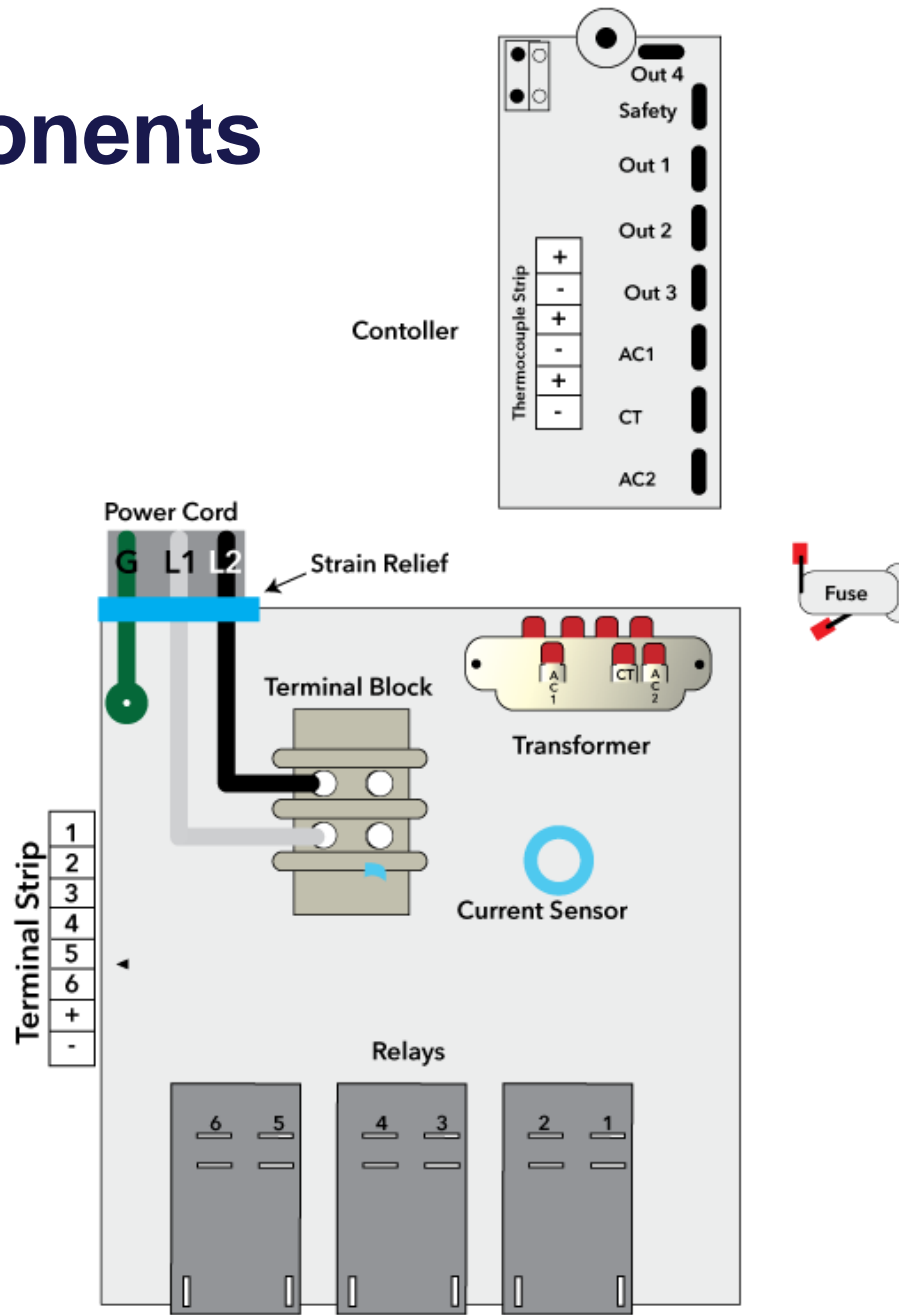 onents
Out 4
Safety
Out 1
Out 2
Out 3
AC1
CT
AC2
Thermocouple Strip
+
-
+
-
+
-
Contoller
Power Cord
G L1 L2
Strain Relief
Fuse
Terminal Block
AC1
CT
AC2
Transformer
Current Sensor
Terminal Strip
1
2
3
4
5
6
+
-
Relays
6 5 4 3 2 1